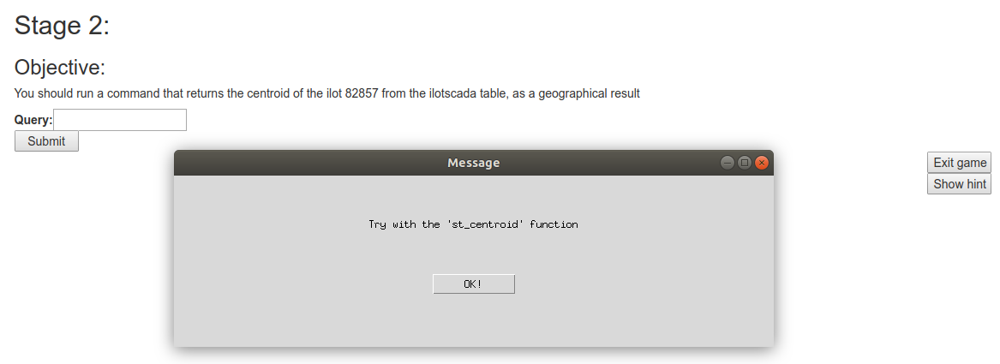 Stage 2:
Objective:
You should run a command that returns the centroid of the ilot 82857 from the ilotscada table, as a geographical result
Query:
Submit
Message
Exit game
Show hint
Try with the 'st_centroid' function
OK!